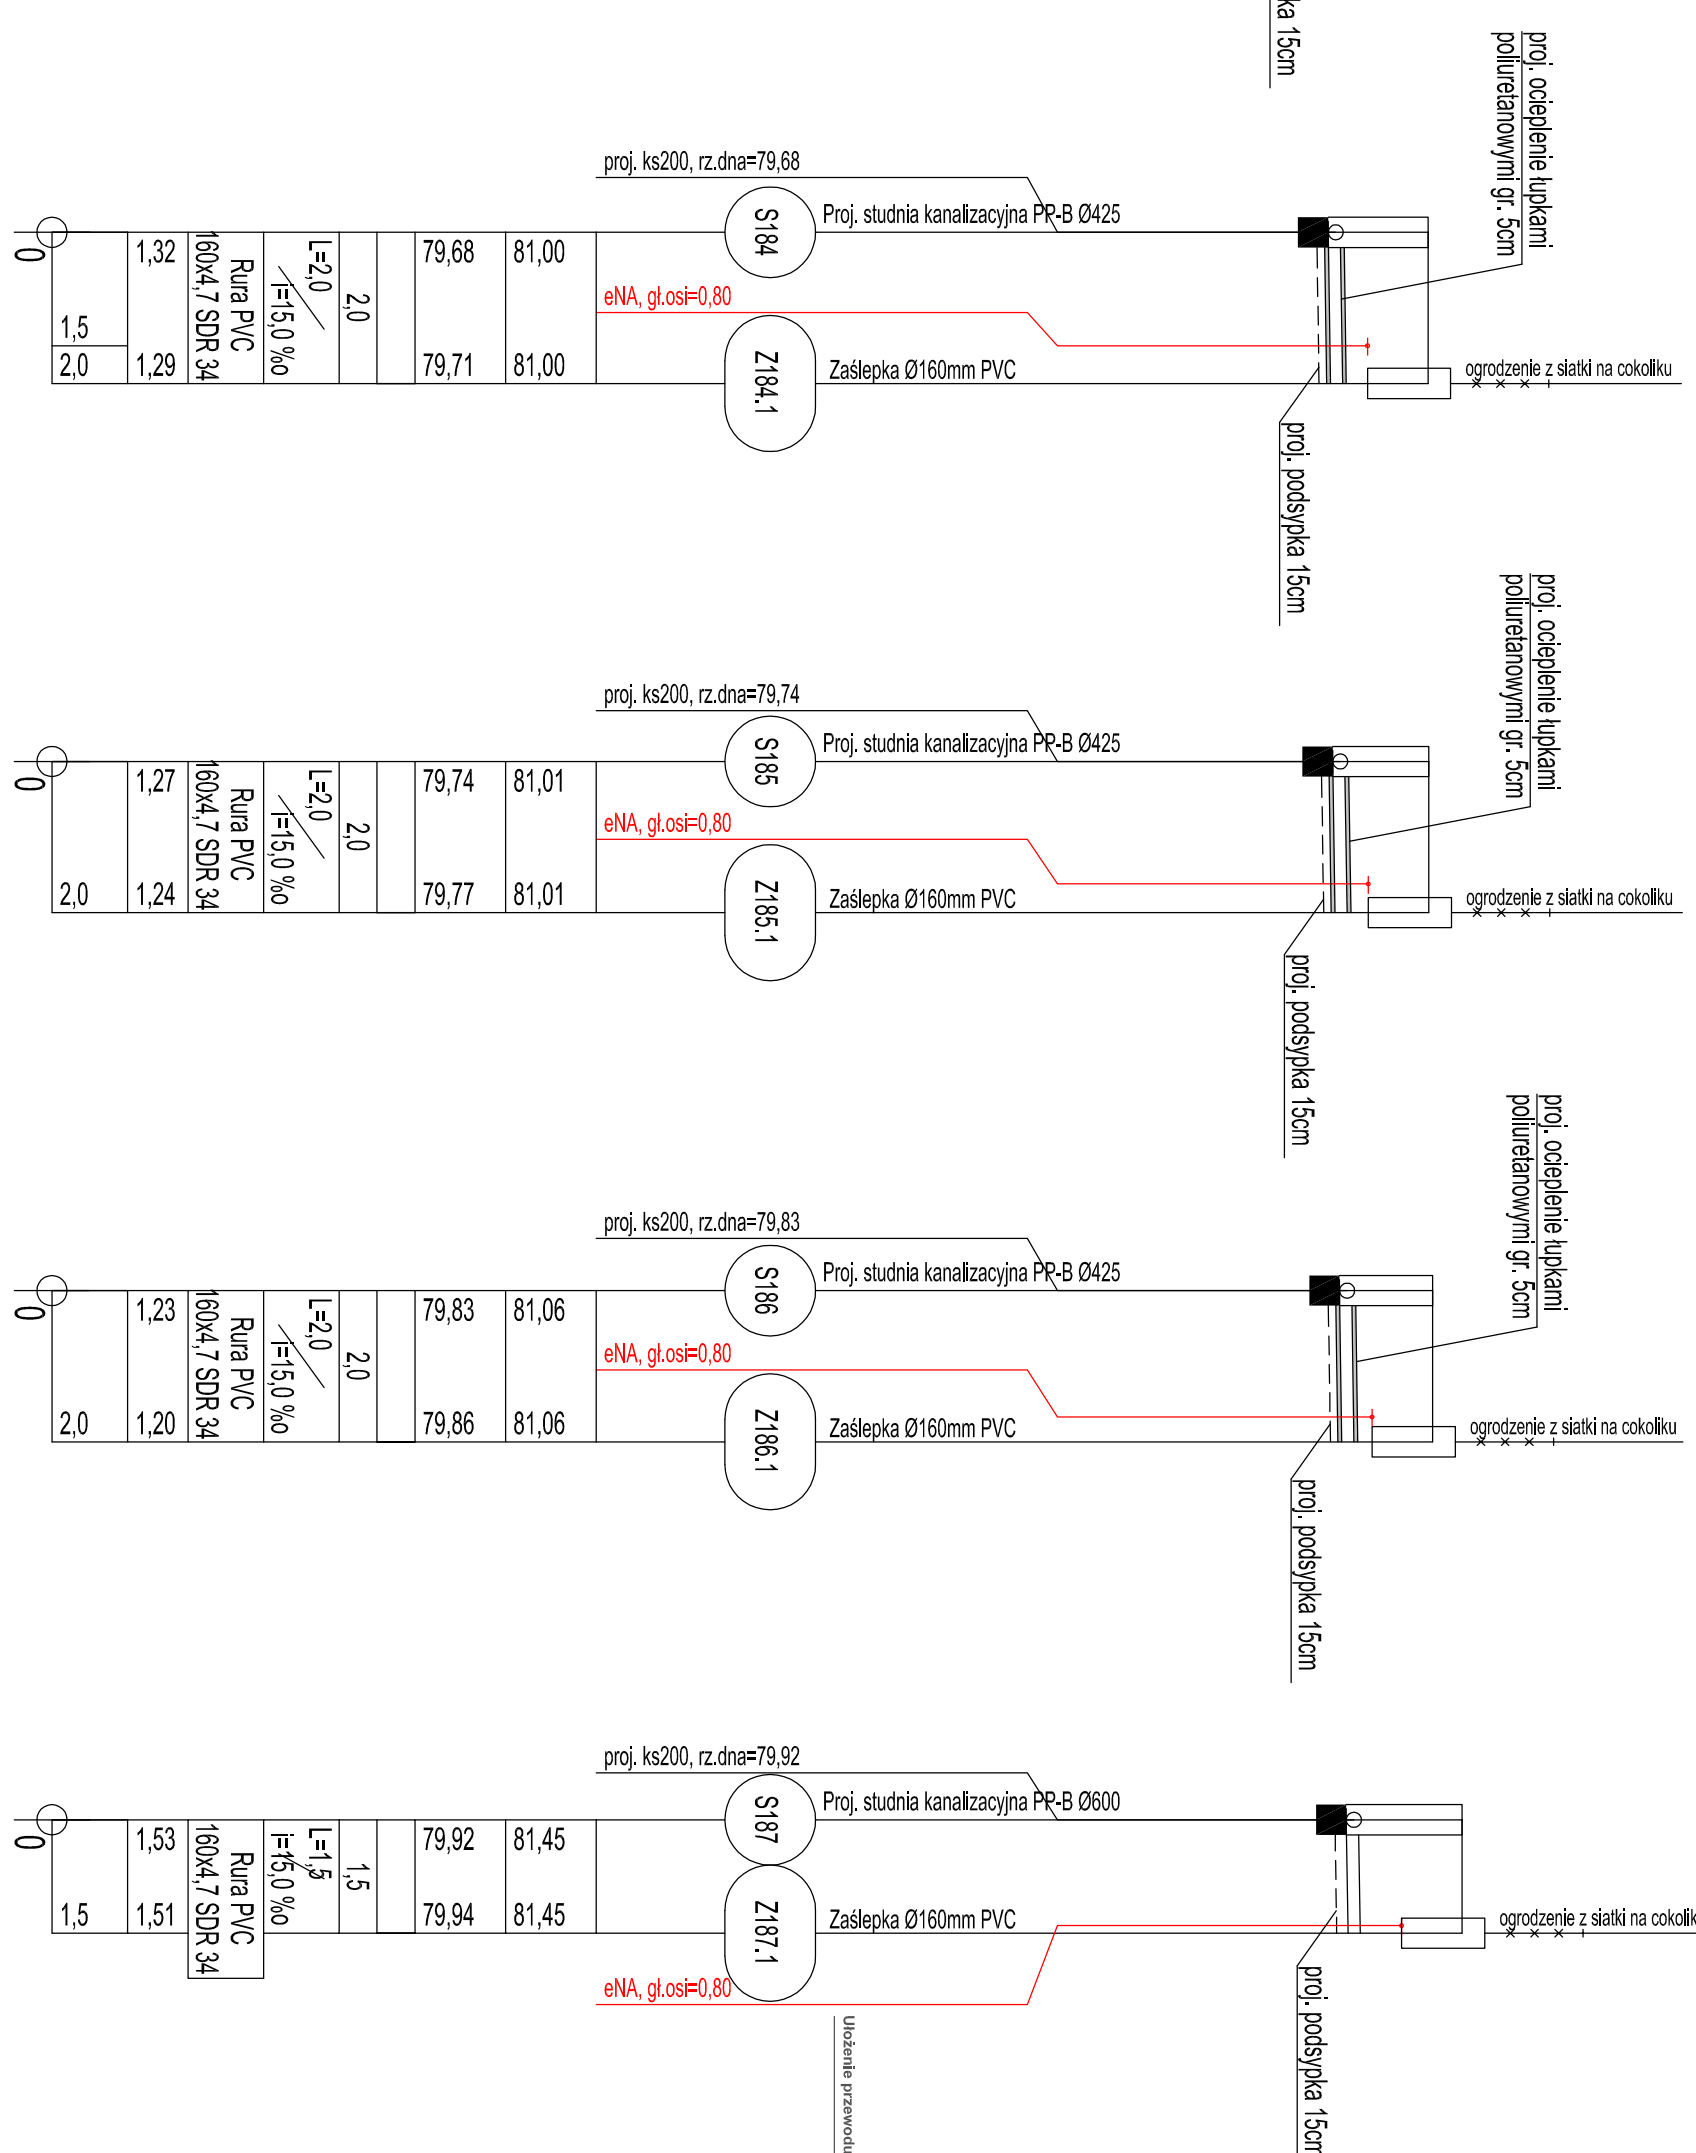 ka 15cm
proj. ocieplenie łupkami
poliuretanowymi gr. 5cm
proj. ks200, rz.dna=79,68
S184
Proj. studnia kanalizacyjna PP-B Ø425
0
1,32
160x4,7 SDR 34
Rura PVC
L=2,0
i=15,0 ‰
2,0
79,68
81,00
eNA, gł.osi=0,80
1,5
2,0
1,29
79,71
81,00
Z184.1
Zaślepka Ø160mm PVC
ogrodzenie z siatki na cokoliku
proj. podsypka 15cm
proj. ocieplenie łupkami
poliuretanowymi gr. 5cm
proj. ks200, rz.dna=79,74
S185
Proj. studnia kanalizacyjna PP-B Ø425
0
1,27
160x4,7 SDR 34
Rura PVC
L=2,0
i=15,0 ‰
2,0
79,74
81,01
eNA, gł.osi=0,80
2,0
1,24
79,77
81,01
Z185.1
Zaślepka Ø160mm PVC
ogrodzenie z siatki na cokoliku
proj. podsypka 15cm
proj. ocieplenie łupkami
poliuretanowymi gr. 5cm
proj. ks200, rz.dna=79,83
S186
Proj. studnia kanalizacyjna PP-B Ø425
0
1,23
160x4,7 SDR 34
Rura PVC
L=2,0
i=15,0 ‰
2,0
79,83
81,06
eNA, gł.osi=0,80
2,0
1,20
79,86
81,06
Z186.1
Zaślepka Ø160mm PVC
ogrodzenie z siatki na cokoliku
proj. podsypka 15cm
proj. ks200, rz.dna=79,92
S187
Proj. studnia kanalizacyjna PP-B Ø600
0
1,53
160x4,7 SDR 34
Rura PVC
L=1,5
i=15,0 ‰
1,5
79,92
81,45
1,5
1,51
79,94
81,45
Z187.1
Zaślepka Ø160mm PVC
ogrodzenie z siatki na cokolik
eNA, gł.osi=0,80
proj. podsypka 15cm
Ułożenie przewodu